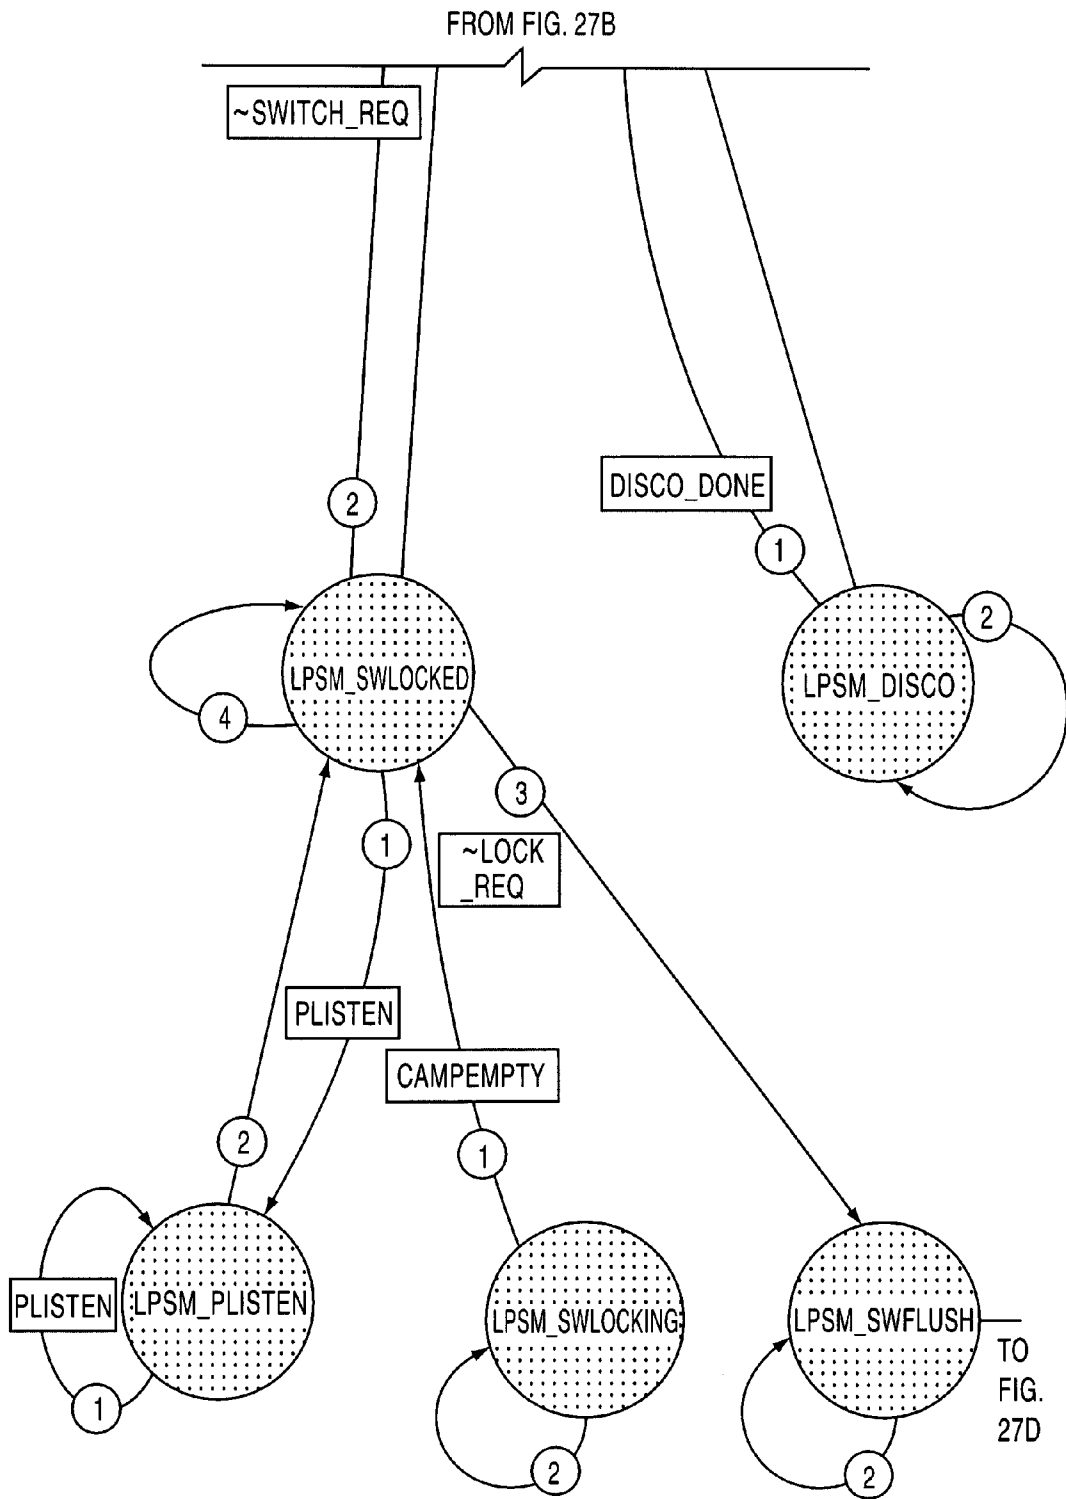 FROM FIG. 27B
~SWITCH_REQ
DISCO_DONE
2
1
2
LPSM_SWLOCKED
LPSM_DISCO
4
3
1
~LOCK
_REQ
PLISTEN
CAMPEMPTY
2
1
PLISTEN
LPSM_PLISTEN
LPSM_SWLOCKING
LPSM_SWFLUSH
TO
FIG.
27D
1
2
2